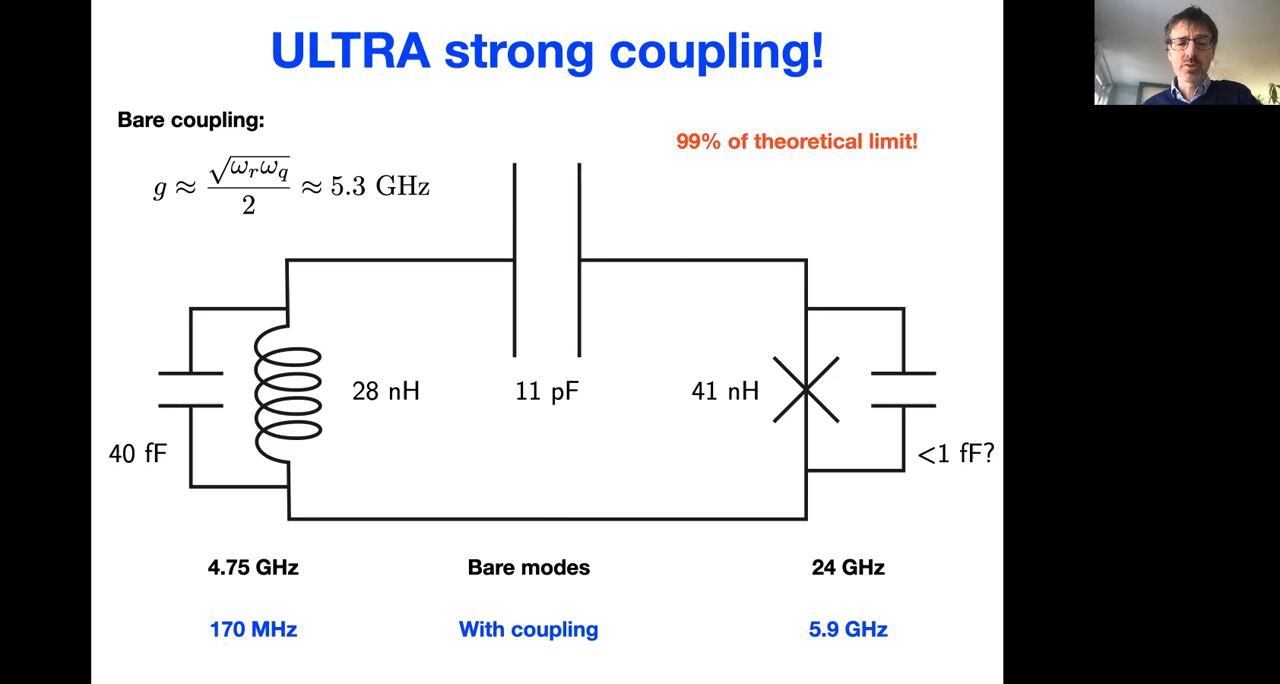 ULTRA strong coupling!
Bare coupling:
99% of theoretical limit!
g ≈ √(ω_r ω_q) / 2 ≈ 5.3 GHz
28 nH
11 pF
41 nH
40 fF
<1 fF?
4.75 GHz
Bare modes
24 GHz
170 MHz
With coupling
5.9 GHz